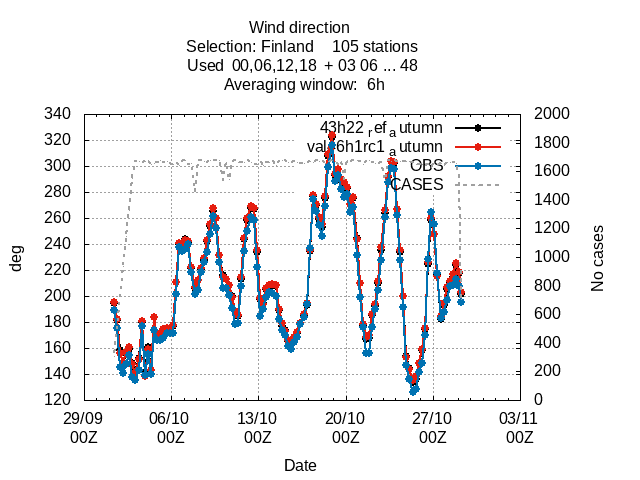 Wind direction
Selection: Finland 105 stations
Used 00,06,12,18 + 03 06 ... 48
Averaging window: 6h
deg
340
320
300
280
260
240
220
200
180
160
140
120
43h22_ref_autumn
OBS
CASES
2000
1800
1600
1400
1200
1000
800
600
400
200
0
No cases
29/09 06/10 13/10 20/10 27/10 03/11
00Z 00Z 00Z 00Z 00Z 00Z
Date